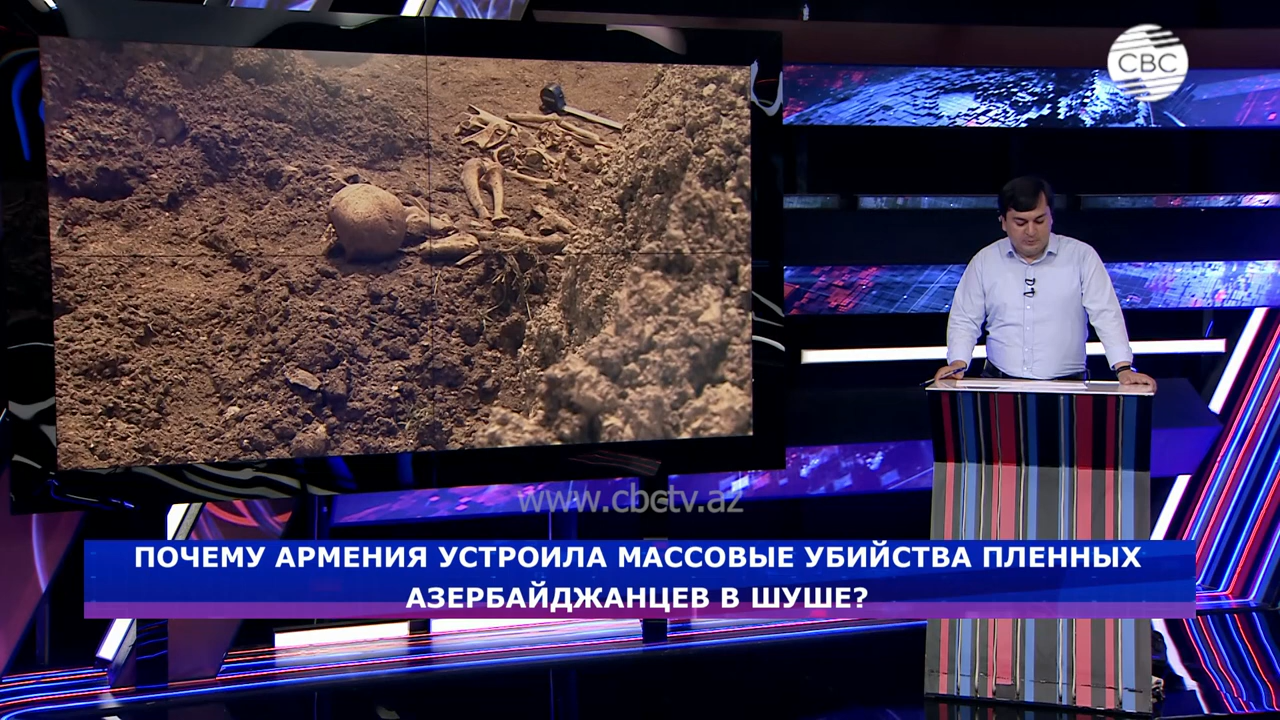 CBC
www.cbctv.az
ПОЧЕМУ АРМЕНИЯ УСТРОИЛА МАССОВЫЕ УБИЙСТВА ПЛЕННЫХ
АЗЕРБАЙДЖАНЦЕВ В ШУШЕ?